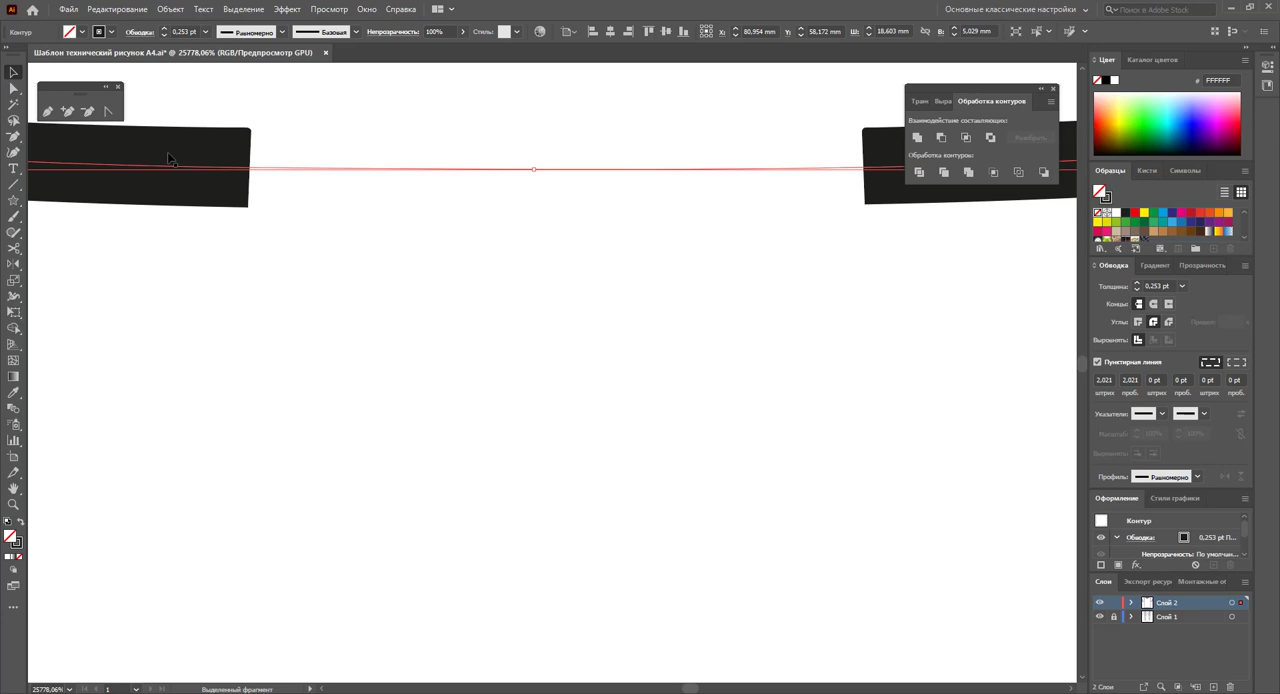 Ai
Файл Редактирование Объект Текст Выделение Эффект Просмотр Окно Справка
Основные классические настройки
Поиск в Adobe Stock
Контур
Обводка: 0,253 pt
Равномерно
Базовая
Непрозрачность: 100%
Стиль:
X: 80,954 mm
Y: 58,172 mm
Ш: 18,603 mm
В: 5,029 mm
Шаблон технический рисунок А4.ai* @ 25778,06% (RGB/Предпросмотр GPU)
Тран Выра Обработка контуров
Взаимодействие составляющих:
Разобрать
Обработка контуров:
Цвет Каталог цветов
# FFFFFF
Образцы Кисти Символы
Обводка Градиент Прозрачность
Толщина: 0,253 pt
Концы:
Углы:
Выровнять:
Пунктирная линия
2,021 2,021 0 pt 0 pt 0 pt 0 pt
штрих проб. штрих проб. штрих проб.
Указатели:
Масштаб: 100% 100%
Выровнять:
Профиль: Равномерно
Оформление Стили графики
Контур
Обводка: 0,253 pt П...
Непрозрачность: По умолчан...
Слои Экспорт ресур Монтажные об
Слой 2
Слой 1
2 Слои
25778,06% 1 Выделенный фрагмент